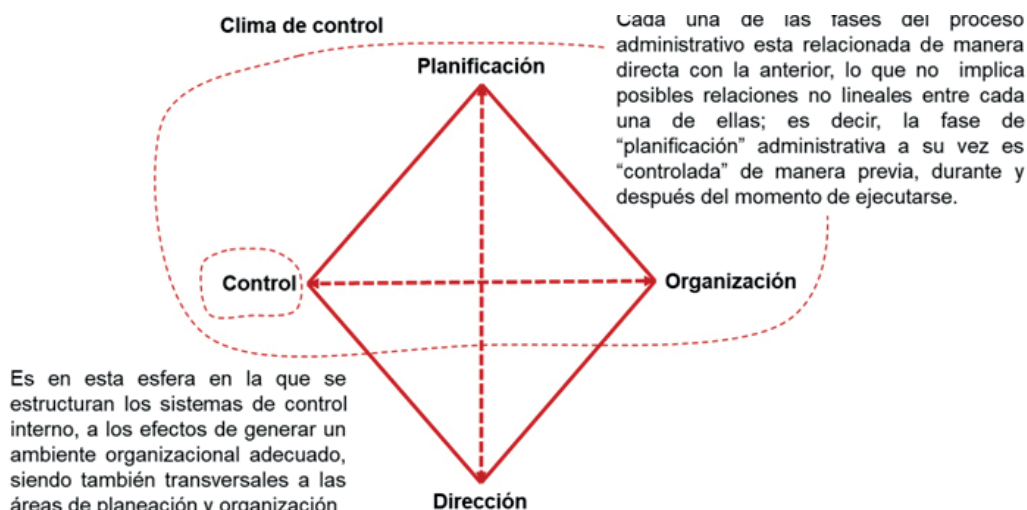 Clima de control
Cada una de las fases del proceso
administrativo esta relacionada de manera
directa con la anterior, lo que no implica
posibles relaciones no lineales entre cada
una de ellas; es decir, la fase de
“planificación” administrativa a su vez es
“controlada” de manera previa, durante y
después del momento de ejecutarse.
Planificación
Control
Organización
Es en esta esfera en la que se
estructuran los sistemas de control
interno, a los efectos de generar un
ambiente organizacional adecuado,
siendo también transversales a las
áreas de planeación y organización
Dirección